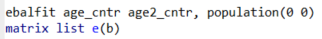 ebalfit age_cntr age2_cntr, population(0 0)
matrix list e(b)